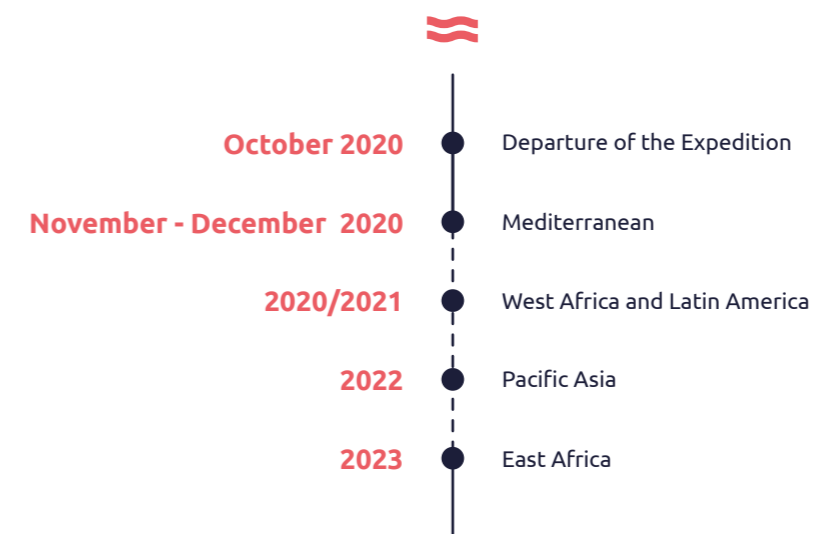 October 2020
Departure of the Expedition
November - December 2020
Mediterranean
2020/2021
West Africa and Latin America
2022
Pacific Asia
2023
East Africa